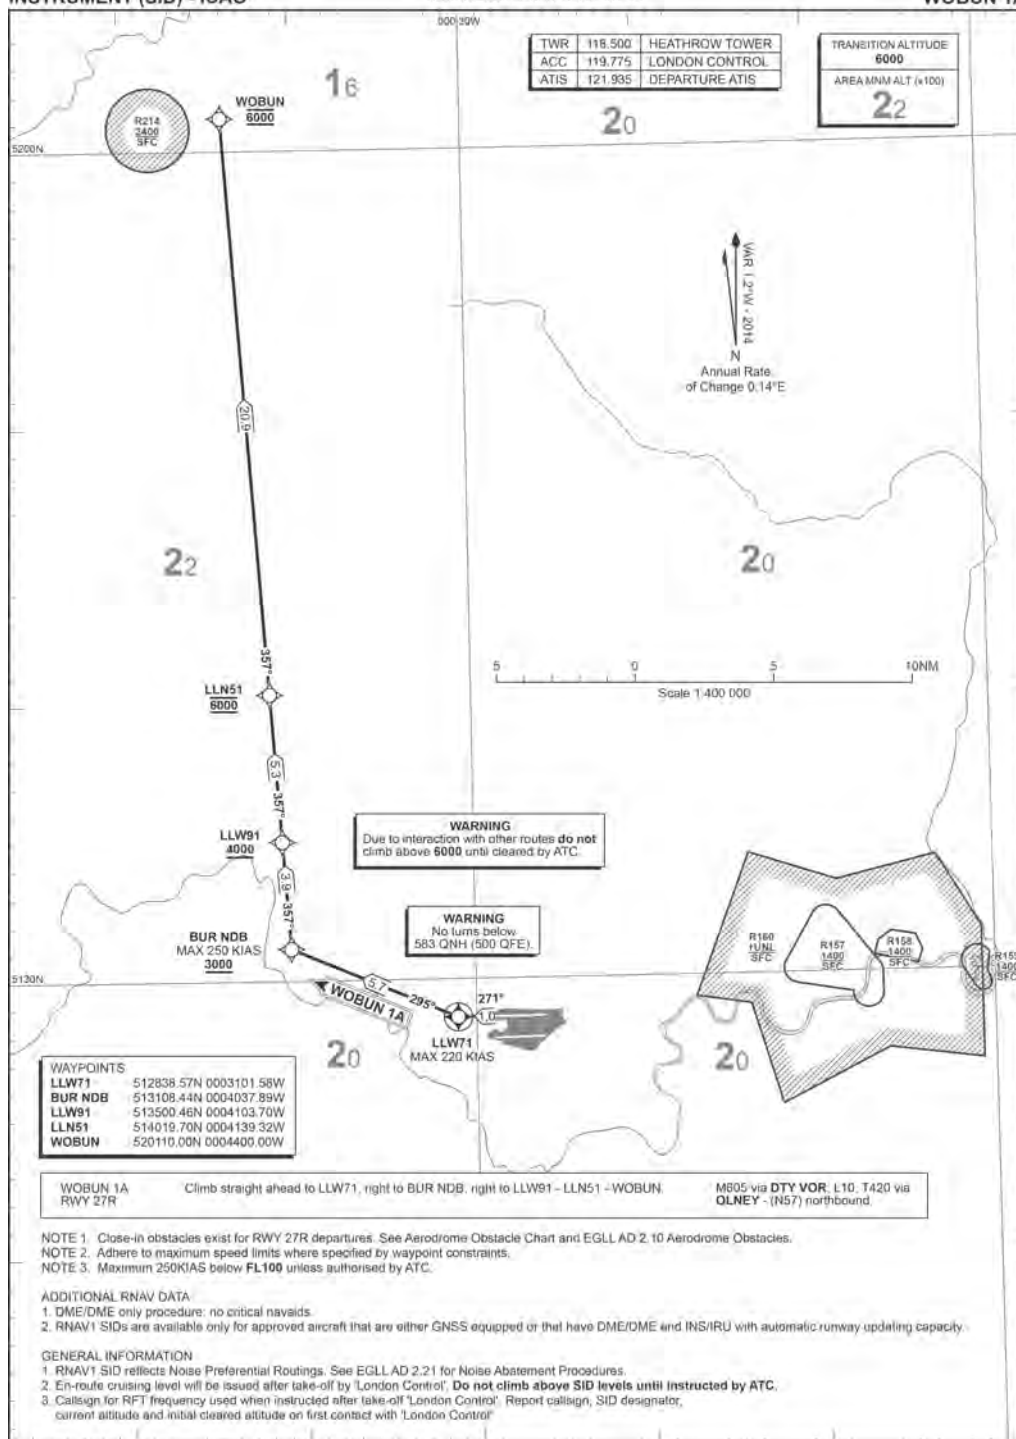 INSTRUMENT (SID) - ICAO
WOBUN 1A
000 30W
TWR 118.500 HEATHROW TOWER
ACC 119.775 LONDON CONTROL
ATIS 121.935 DEPARTURE ATIS
TRANSITION ALTITUDE
6000
AREA MNM ALT (x100)
22
16
20
WOBUN
6000
R214
2400
SFC
5200N
VAR 1.2°W - 2014
N
Annual Rate
of Change 0.14°E
20.9
22
20
357°
5 0 5 10NM
Scale 1:400 000
LLN51
6000
5.3
357°
LLW91
4000
3.9
357°
WARNING
Due to interaction with other routes do not
climb above 6000 until cleared by ATC.
WARNING
No turns below
583 QNH (500 QFE).
BUR NDB
MAX 250 KIAS
3000
R160
SFC
R157
1400
SFC
R158
1400
SFC
1400
SFC
5130N
5.7
295°
271°
1.0
WOBUN 1A
LLW71
MAX 220 KIAS
20
20
WAYPOINTS
LLW71 512838.57N 0003101.58W
BUR NDB 513108.44N 0004037.89W
LLW91 513500.46N 0004103.70W
LLN51 514019.70N 0004139.32W
WOBUN 520110.00N 0004400.00W
WOBUN 1A Climb straight ahead to LLW71, right to BUR NDB, right to LLW91 - LLN51 - WOBUN. M605 via DTY VOR, L10, T420 via
RWY 27R OLNEY - (N57) northbound.
NOTE 1. Close-in obstacles exist for RWY 27R departures. See Aerodrome Obstacle Chart and EGLL AD 2.10 Aerodrome Obstacles.
NOTE 2. Adhere to maximum speed limits where specified by waypoint constraints.
NOTE 3. Maximum 250KIAS below FL100 unless authorised by ATC.
ADDITIONAL RNAV DATA
1. DME/DME only procedure: no critical navaids.
2. RNAV1 SIDs are available only for approved aircraft that are either GNSS equipped or that have DME/DME and INS/IRU with automatic runway updating capacity.
GENERAL INFORMATION
1. RNAV1 SID reflects Noise Preferential Routings. See EGLL AD 2.21 for Noise Abatement Procedures.
2. En-route cruising level will be issued after take-off by 'London Control'. Do not climb above SID levels until instructed by ATC.
3. Callsign for RFT frequency used when instructed after take-off 'London Control'. Report callsign, SID designator,
current altitude and initial cleared altitude on first contact with 'London Control'